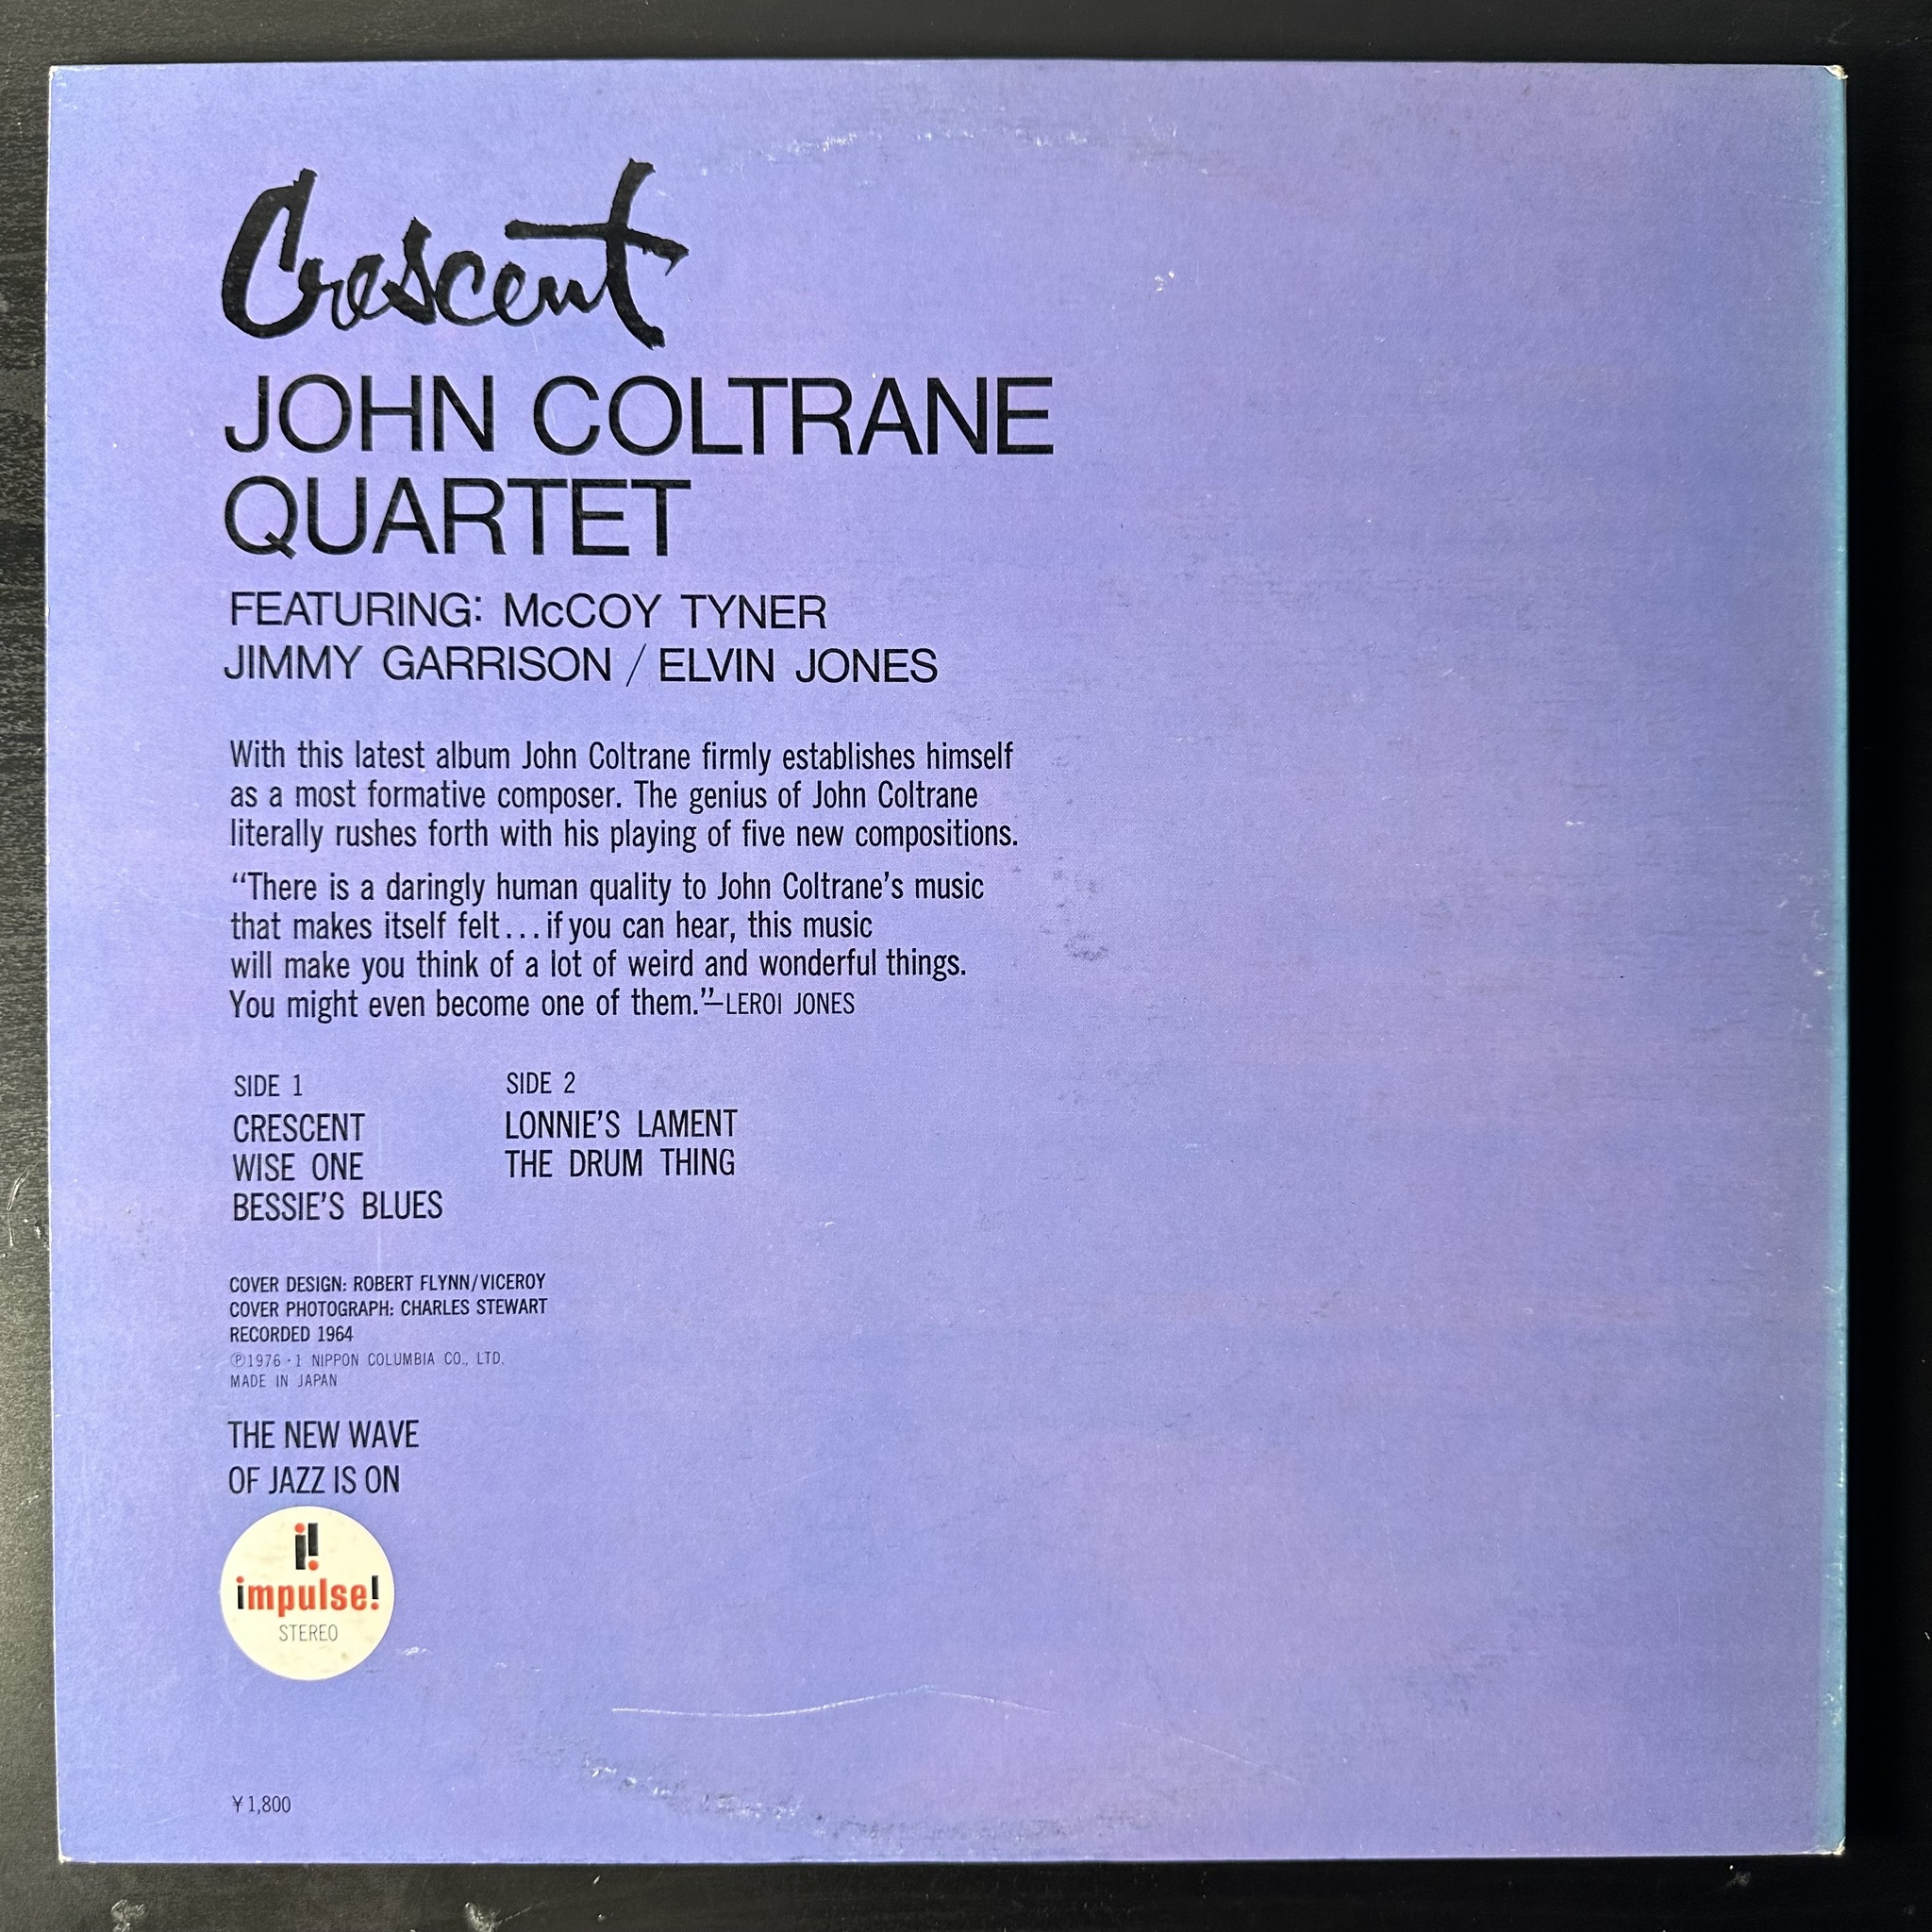 Crescent
JOHN COLTRANE
QUARTET
FEATURING: McCOY TYNER
JIMMY GARRISON / ELVIN JONES
With this latest album John Coltrane firmly establishes himself
as a most formative composer. The genius of John Coltrane
literally rushes forth with his playing of five new compositions.
“There is a daringly human quality to John Coltrane’s music
that makes itself felt...if you can hear, this music
will make you think of a lot of weird and wonderful things.
You might even become one of them.”—LEROI JONES
SIDE 1
CRESCENT
WISE ONE
BESSIE’S BLUES
SIDE 2
LONNIE’S LAMENT
THE DRUM THING
COVER DESIGN: ROBERT FLYNN/VICEROY
COVER PHOTOGRAPH: CHARLES STEWART
RECORDED 1964
℗1976・1 NIPPON COLUMBIA CO., LTD.
MADE IN JAPAN
THE NEW WAVE
OF JAZZ IS ON
i!
impulse!
STEREO
¥1,800